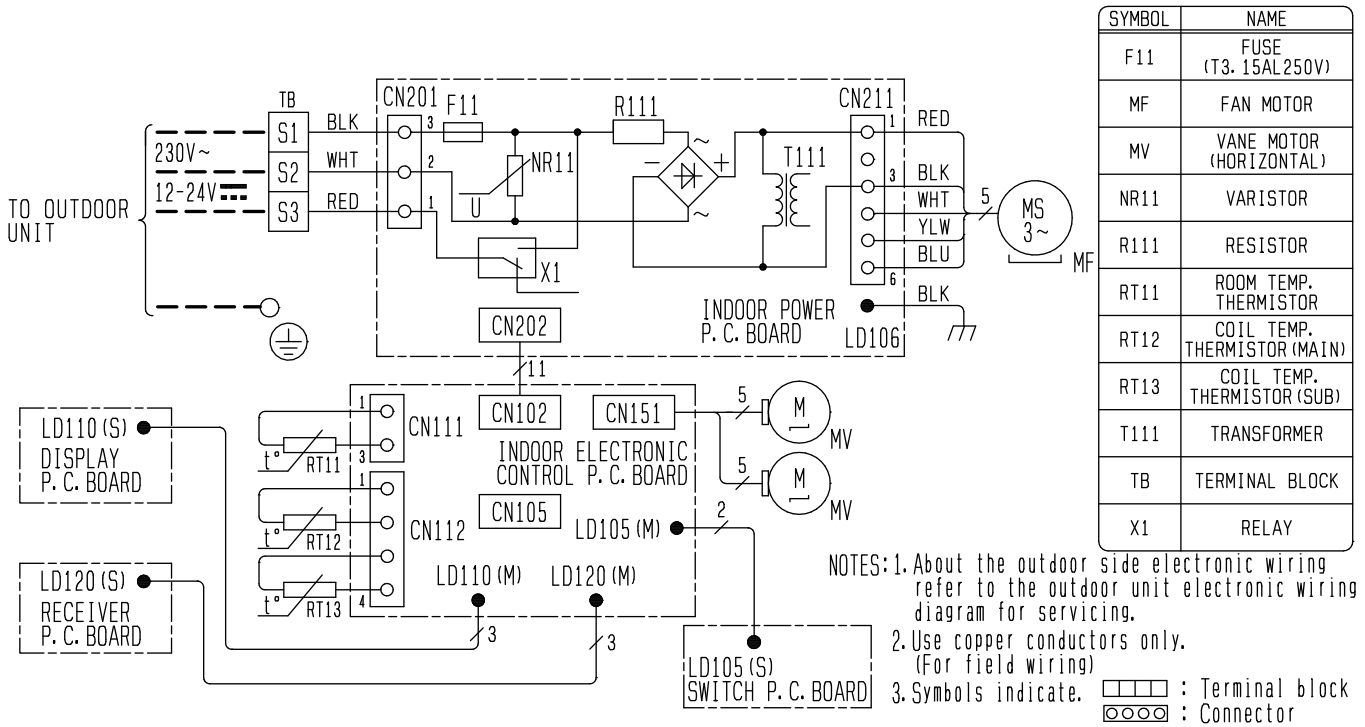 TB
S1
S2
S3
230V~
12-24V
TO OUTDOOR
UNIT
BLK
WHT
RED
CN201
3
2
1
F11
NR11
U
R111
~
-
+
~
T111
X1
CN211
1
3
6
RED
BLK
WHT
YLW
BLU
BLK
5
MS
3~
MF
INDOOR POWER
P.C.BOARD
LD106
CN202
11
CN102
CN151
5
M
MV
5
M
MV
INDOOR ELECTRONIC
CONTROL P.C.BOARD
CN105
CN111
1
3
t°
RT11
CN112
1
4
t°
RT12
t°
RT13
LD105(M)
2
LD110(M)
LD120(M)
3
3
LD110(S)
DISPLAY
P.C.BOARD
LD120(S)
RECEIVER
P.C.BOARD
LD105(S)
SWITCH P.C.BOARD
SYMBOL NAME
F11 FUSE
(T3.15AL250V)
MF FAN MOTOR
MV VANE MOTOR
(HORIZONTAL)
NR11 VARISTOR
R111 RESISTOR
RT11 ROOM TEMP.
THERMISTOR
RT12 COIL TEMP.
THERMISTOR(MAIN)
RT13 COIL TEMP.
THERMISTOR(SUB)
T111 TRANSFORMER
TB TERMINAL BLOCK
X1 RELAY
NOTES:1.About the outdoor side electronic wiring
refer to the outdoor unit electronic wiring
diagram for servicing.
2.Use copper conductors only.
(For field wiring)
3.Symbols indicate.
: Terminal block
: Connector